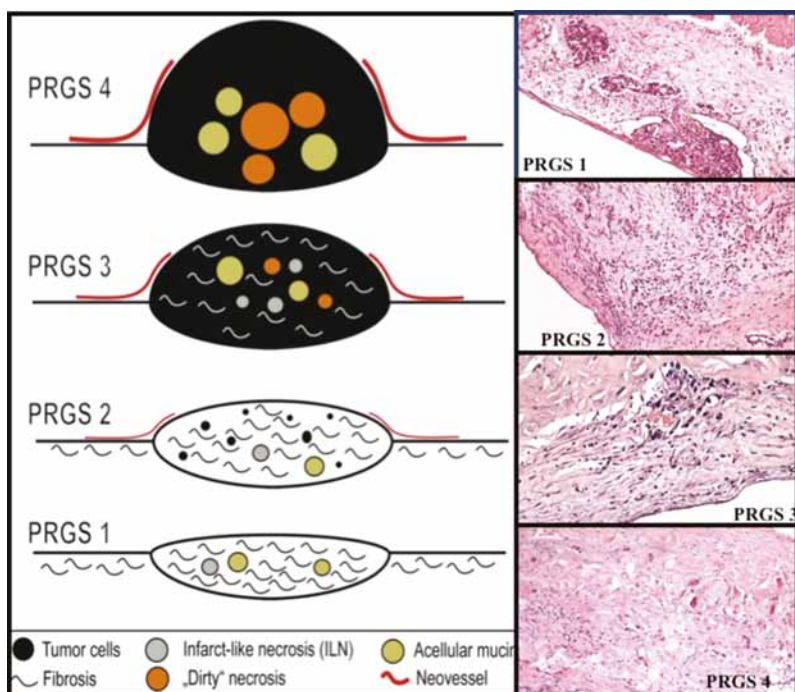 PRGS 4
PRGS 3
PRGS 2
PRGS 1
Tumor cells
Infarct-like necrosis (ILN)
Acellular mucin
Fibrosis
„Dirty“ necrosis
Neovessel
PRGS 1
PRGS 2
PRGS 3
PRGS 4